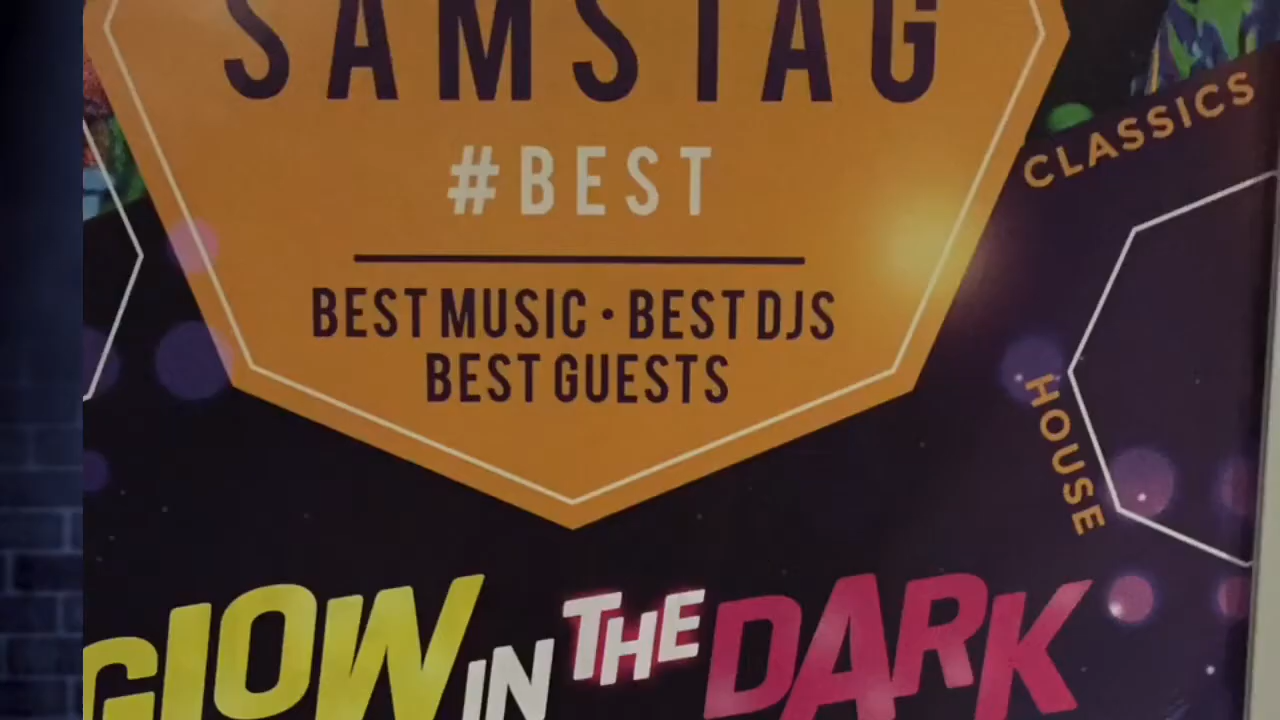 SAMSTAG
#BEST
BEST MUSIC · BEST DJS
BEST GUESTS
CLASSICS
HOUSE
GLOW IN THE DARK